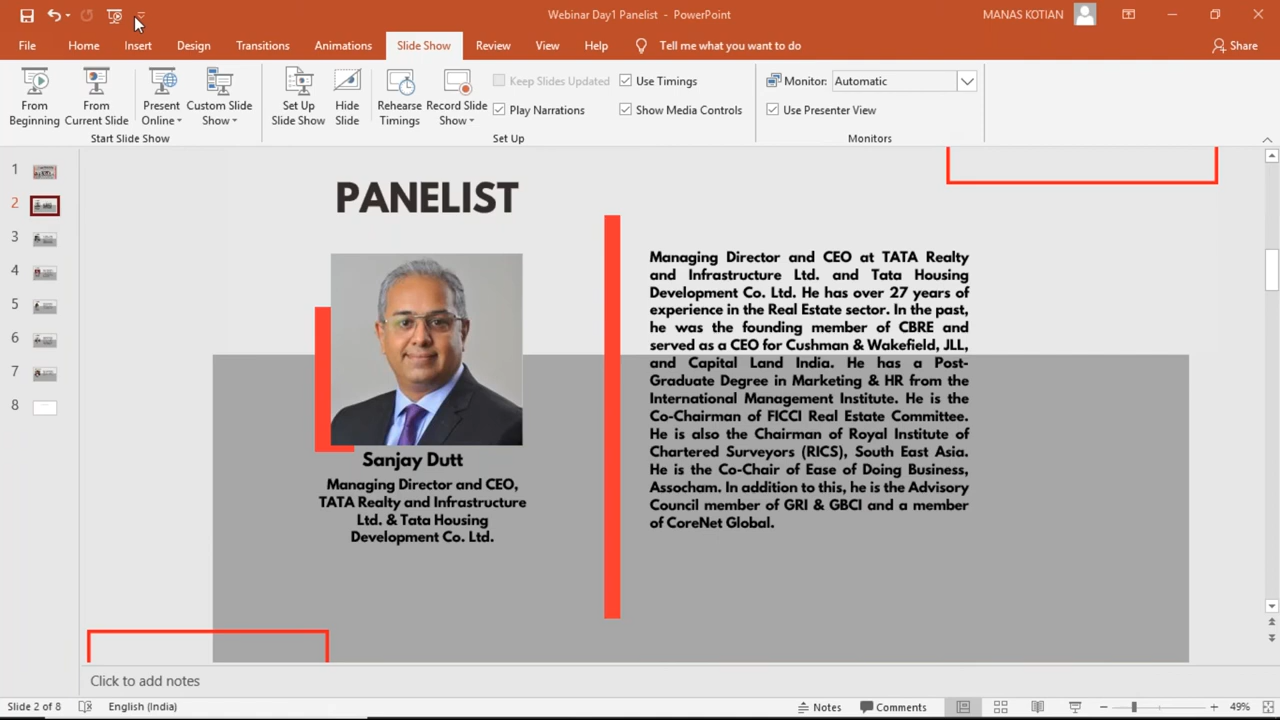 Webinar Day1 Panelist - PowerPoint
MANAS KOTIAN
File Home Insert Design Transitions Animations Slide Show Review View Help Tell me what you want to do Share
From Beginning
From Current Slide
Present Online
Custom Slide Show
Start Slide Show
Set Up Slide Show
Hide Slide
Rehearse Timings
Record Slide Show
Keep Slides Updated
Play Narrations
Use Timings
Show Media Controls
Set Up
Monitor: Automatic
Use Presenter View
Monitors
1
2
3
4
5
6
7
8
PANELIST
Sanjay Dutt
Managing Director and CEO,
TATA Realty and Infrastructure
Ltd. & Tata Housing
Development Co. Ltd.
Managing Director and CEO at TATA Realty
and Infrastructure Ltd. and Tata Housing
Development Co. Ltd. He has over 27 years of
experience in the Real Estate sector. In the past,
he was the founding member of CBRE and
served as a CEO for Cushman & Wakefield, JLL,
and Capital Land India. He has a Post-
Graduate Degree in Marketing & HR from the
International Management Institute. He is the
Co-Chairman of FICCI Real Estate Committee.
He is also the Chairman of Royal Institute of
Chartered Surveyors (RICS), South East Asia.
He is the Co-Chair of Ease of Doing Business,
Assocham. In addition to this, he is the Advisory
Council member of GRI & GBCI and a member
of CoreNet Global.
Click to add notes
Slide 2 of 8 English (India) Notes Comments 49%